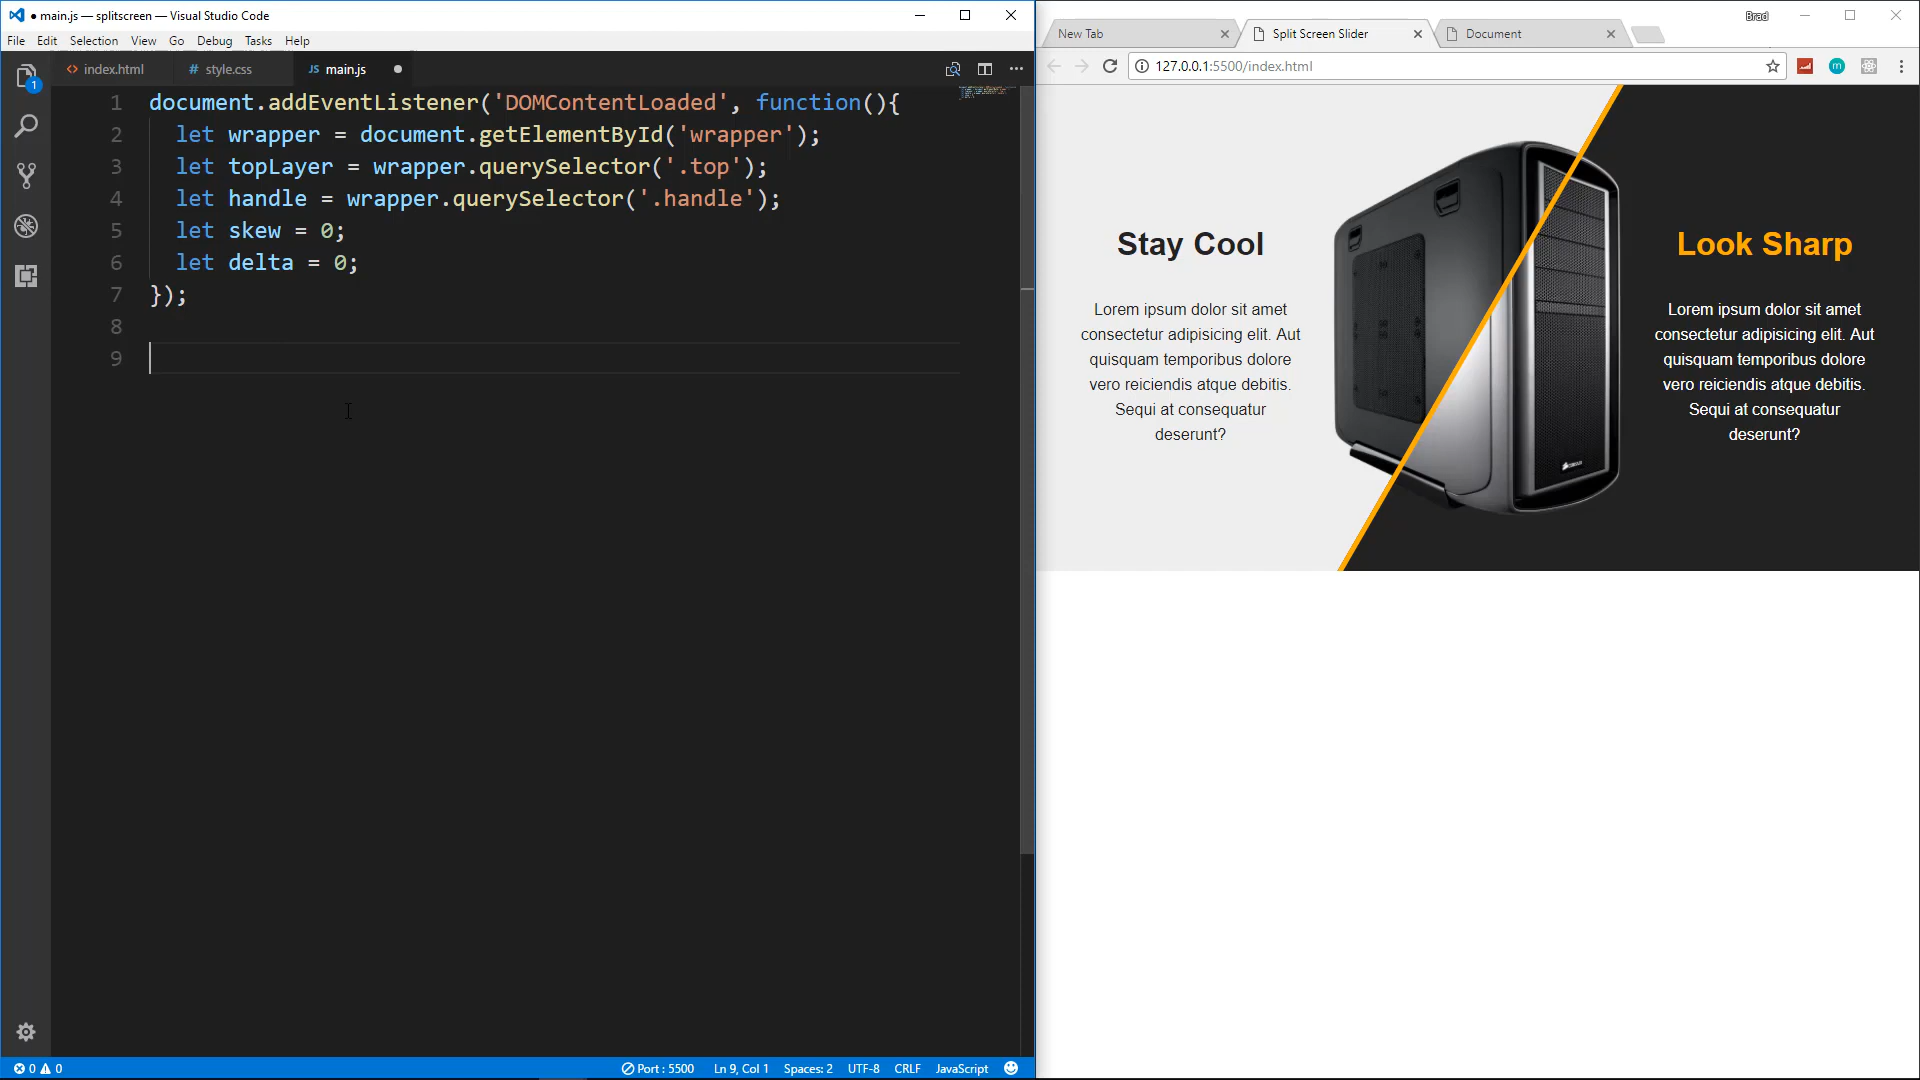 ● main.js — splitscreen — Visual Studio Code
File Edit Selection View Go Debug Tasks Help
1
<> index.html
# style.css
JS main.js ●
1 document.addEventListener('DOMContentLoaded', function(){
2 let wrapper = document.getElementById('wrapper');
3 let topLayer = wrapper.querySelector('.top');
4 let handle = wrapper.querySelector('.handle');
5 let skew = 0;
6 let delta = 0;
7 });
8
9
0 0
Port : 5500 Ln 9, Col 1 Spaces: 2 UTF-8 CRLF JavaScript
Brad
New Tab
Split Screen Slider
Document
127.0.0.1:5500/index.html
m
Stay Cool
Lorem ipsum dolor sit amet
consectetur adipisicing elit. Aut
quisquam temporibus dolore
vero reiciendis atque debitis.
Sequi at consequatur
deserunt?
Look Sharp
Lorem ipsum dolor sit amet
consectetur adipisicing elit. Aut
quisquam temporibus dolore
vero reiciendis atque debitis.
Sequi at consequatur
deserunt?